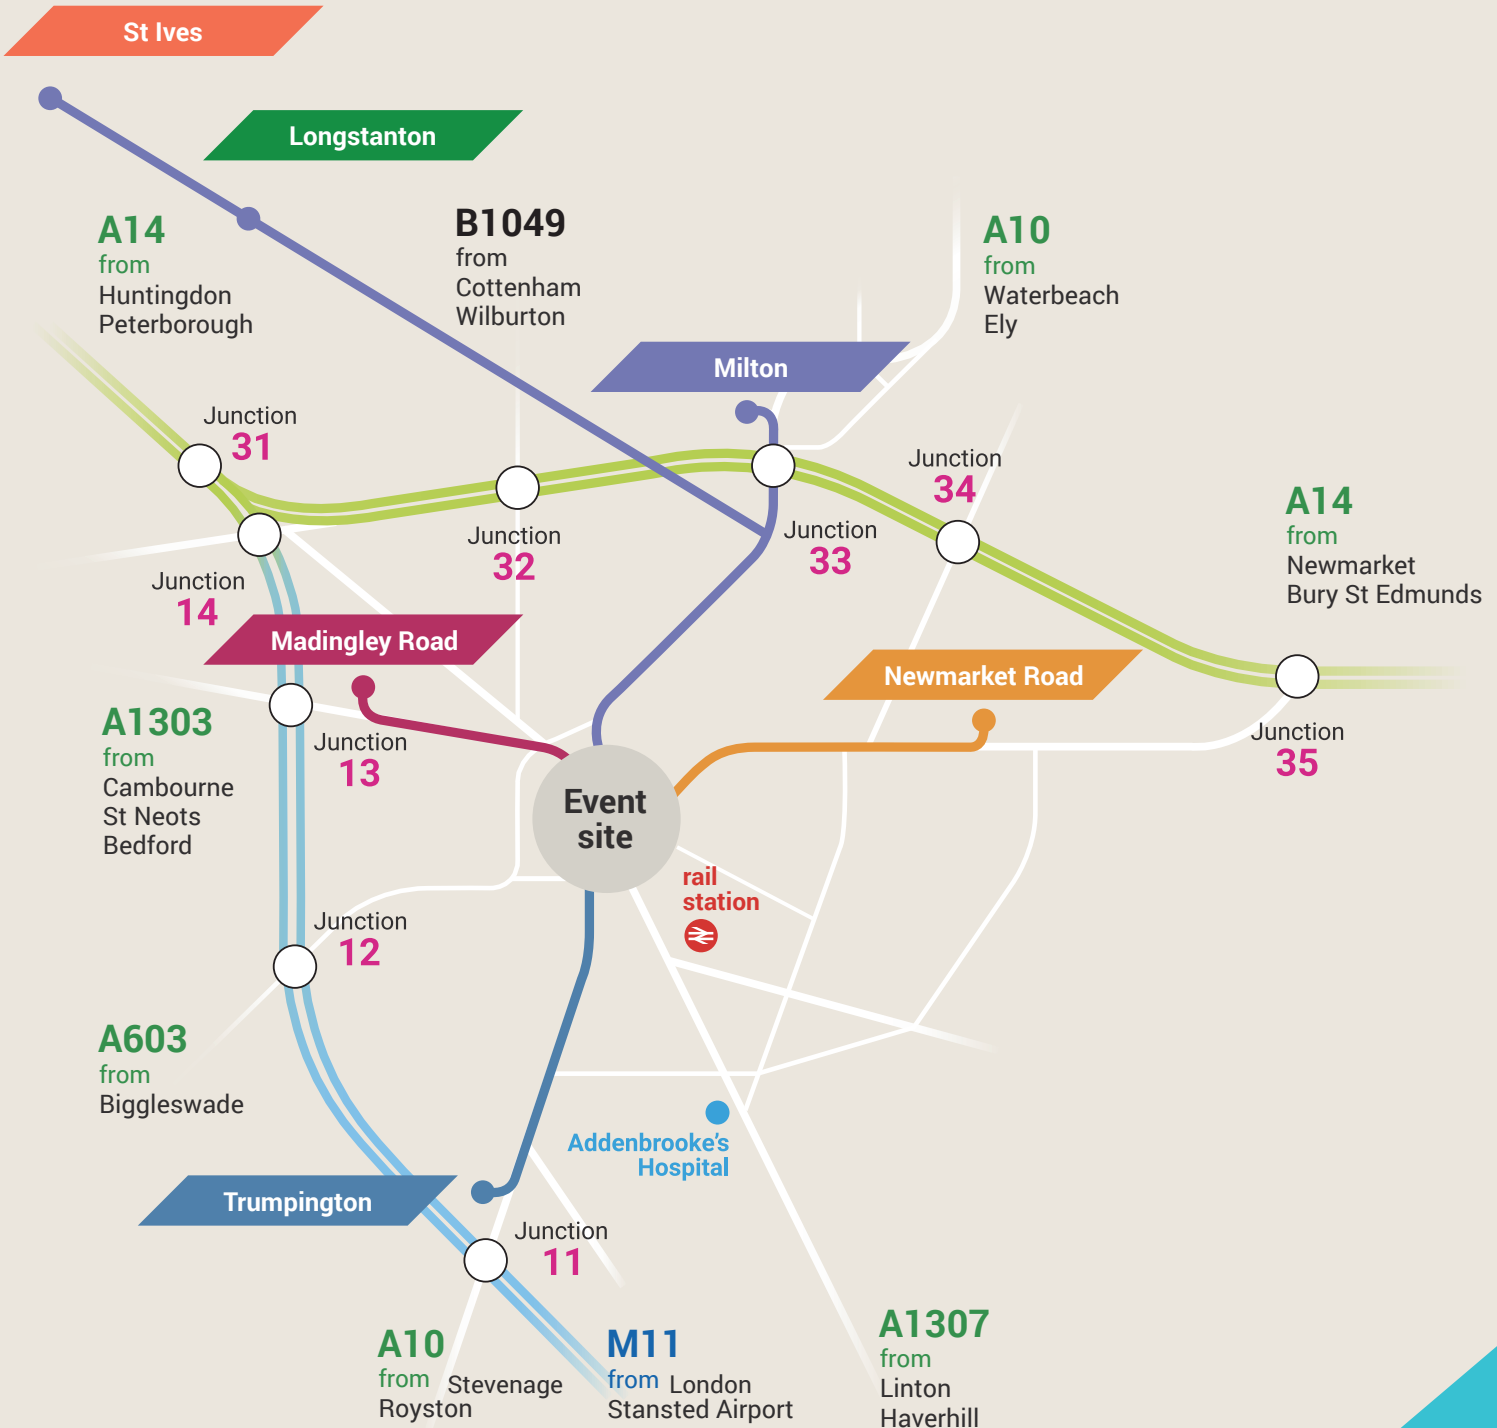 St Ives
Longstanton
A14
from
Huntingdon
Peterborough
B1049
from
Cottenham
Wilburton
A10
from
Waterbeach
Ely
Milton
Junction
31
Junction
32
Junction
33
Junction
34
A14
from
Newmarket
Bury St Edmunds
Junction
14
Madingley Road
Newmarket Road
A1303
from
Cambourne
St Neots
Bedford
Junction
13
Junction
35
Event
site
rail
station
Junction
12
A603
from
Biggleswade
Addenbrooke's
Hospital
Trumpington
Junction
11
A10
from Stevenage
Royston
M11
from London
Stansted Airport
A1307
from
Linton
Haverhill